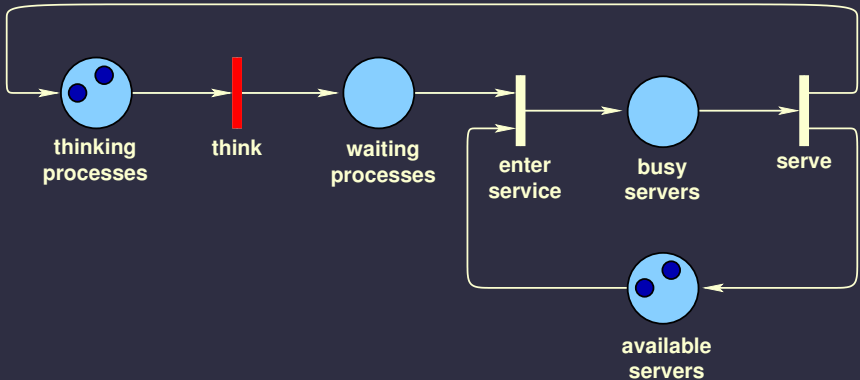 thinking
processes
think
waiting
processes
enter
service
busy
servers
serve
available
servers